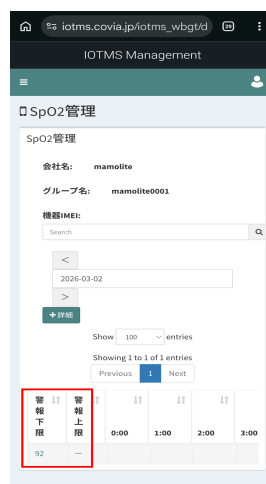 iotms.covia.jp/iotms_wbgt/d
29
IOTMS Management
SpO2管理
SpO2管理
会社名: mamolite
グループ名: mamolite0001
機器IMEI:
Search
<
2026-03-02
>
+詳細
Show 100 entries
Showing 1 to 1 of 1 entries
Previous 1 Next
警報下限 警報上限 0:00 1:00 2:00 3:00
92 —